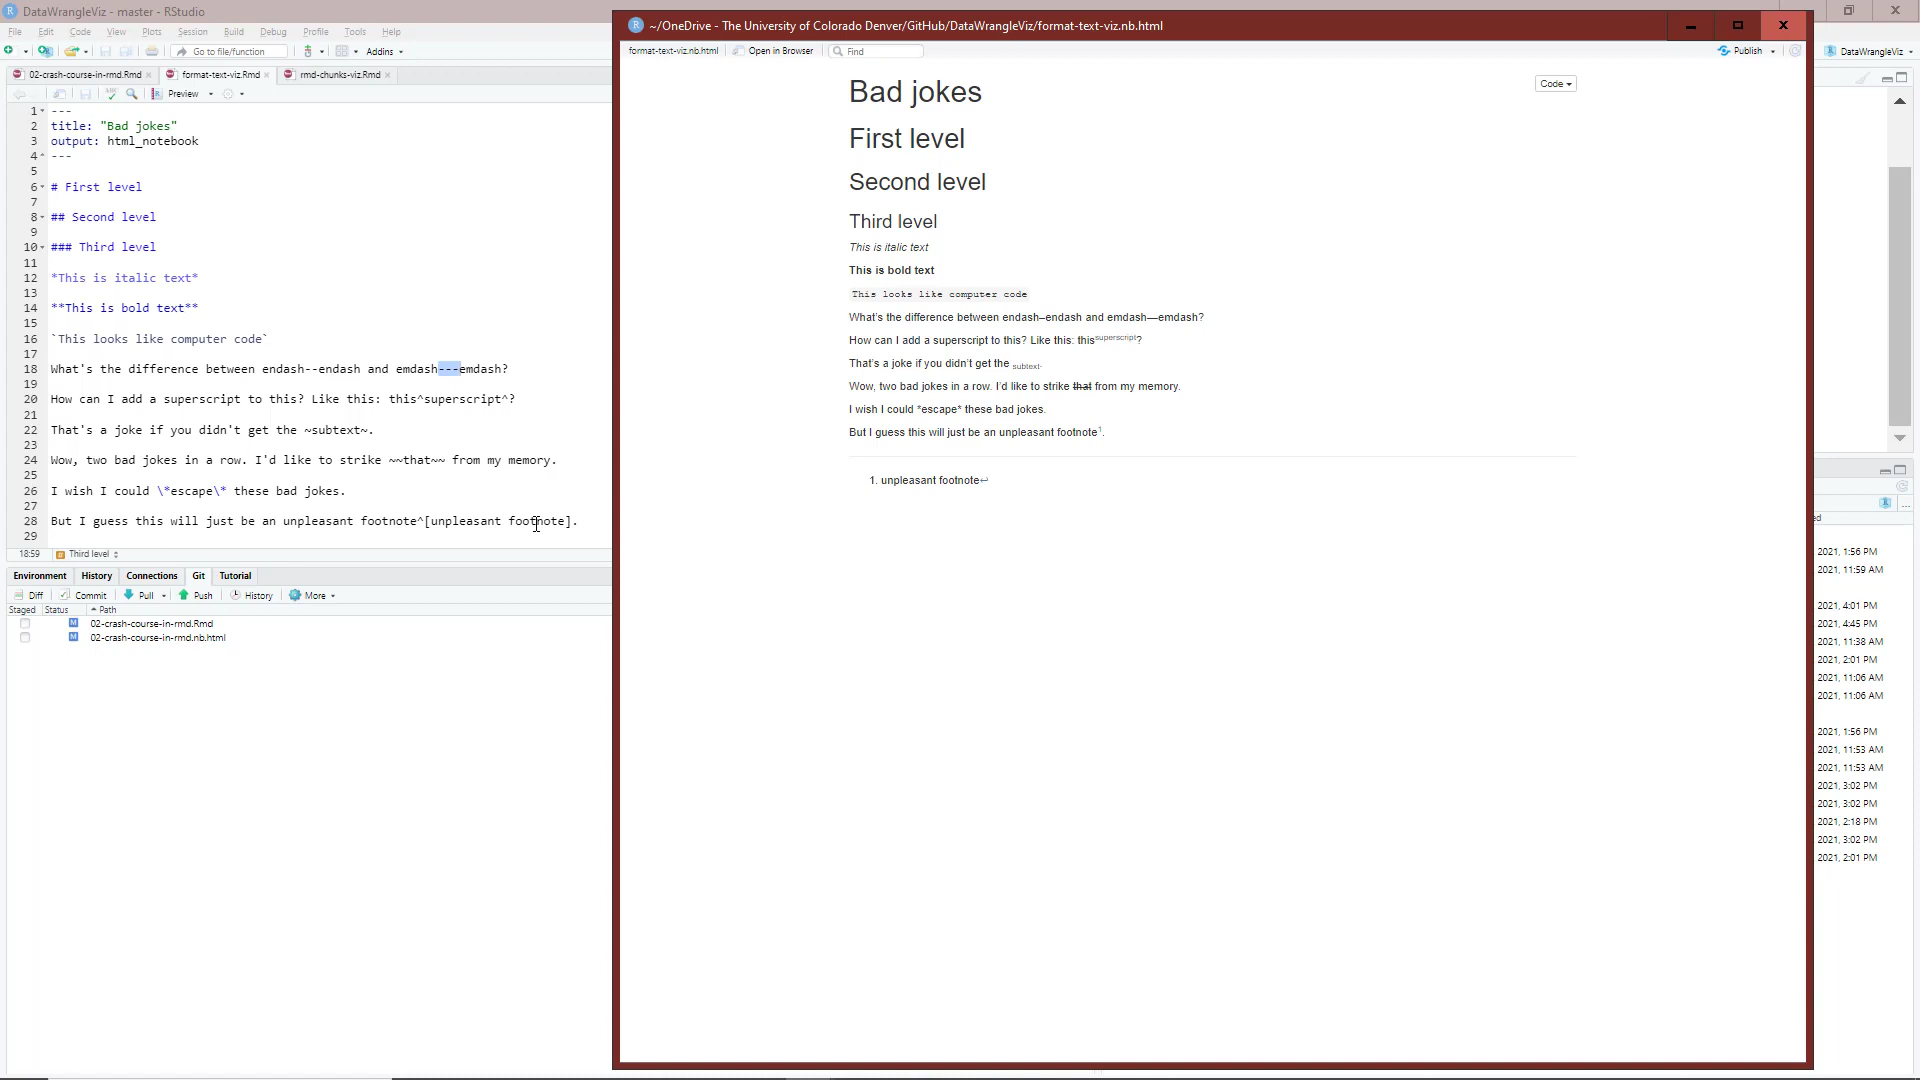 DataWrangleViz - master - RStudio
File Edit Code View Plots Session Build Debug Profile Tools Help
Go to file/function Addins
02-crash-course-in-rmd.Rmd format-text-viz.Rmd rmd-chunks-viz.Rmd
Preview
1 ---
2 title: "Bad jokes"
3 output: html_notebook
4 ---
5
6 # First level
7
8 ## Second level
9
10 ### Third level
11
12 *This is italic text*
13
14 **This is bold text**
15
16 `This looks like computer code`
17
18 What's the difference between endash--endash and emdash---emdash?
19
20 How can I add a superscript to this? Like this: this^superscript^?
21
22 That's a joke if you didn't get the ~subtext~.
23
24 Wow, two bad jokes in a row. I'd like to strike ~~that~~ from my memory.
25
26 I wish I could \*escape\* these bad jokes.
27
28 But I guess this will just be an unpleasant footnote^[unpleasant footnote].
29
18:59 Third level
Environment History Connections Git Tutorial
Diff Commit Pull Push History More
Staged Status Path
M 02-crash-course-in-rmd.Rmd
M 02-crash-course-in-rmd.nb.html
~/OneDrive - The University of Colorado Denver/GitHub/DataWrangleViz/format-text-viz.nb.html
format-text-viz.nb.html Open in Browser Find Publish
Code
Bad jokes
First level
Second level
Third level
This is italic text
This is bold text
This looks like computer code
What's the difference between endash–endash and emdash—emdash?
How can I add a superscript to this? Like this: thissuperscript?
That's a joke if you didn't get the subtext.
Wow, two bad jokes in a row. I'd like to strike that from my memory.
I wish I could *escape* these bad jokes.
But I guess this will just be an unpleasant footnote1.
1. unpleasant footnote↩
DataWrangleViz
...
2021, 1:56 PM
2021, 11:59 AM
2021, 4:01 PM
2021, 4:45 PM
2021, 11:38 AM
2021, 2:01 PM
2021, 11:06 AM
2021, 11:06 AM
2021, 1:56 PM
2021, 11:53 AM
2021, 11:53 AM
2021, 3:02 PM
2021, 3:02 PM
2021, 2:18 PM
2021, 3:02 PM
2021, 2:01 PM